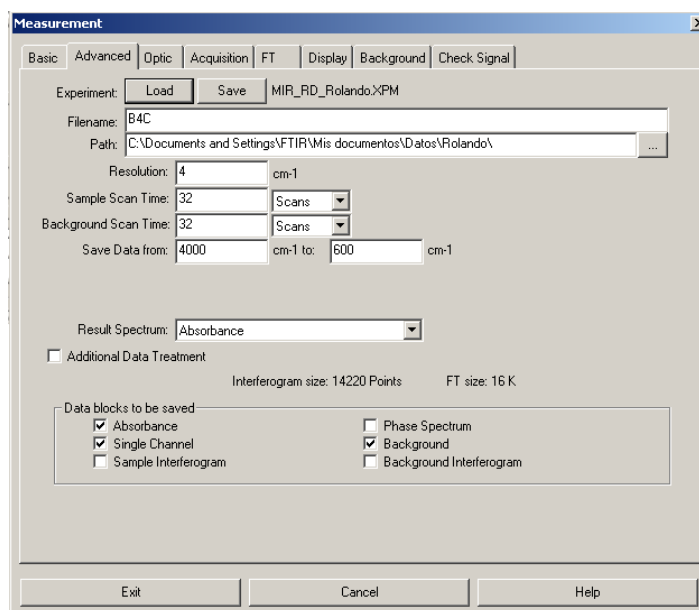 Measurement
Basic Advanced Optic Acquisition FT Display Background Check Signal
Experiment: Load Save MIR_RD_Rolando.XPM
Filename: B4C
Path: C:\Documents and Settings\FTIR\Mis documentos\Datos\Rolando\ ...
Resolution: 4 cm-1
Sample Scan Time: 32 Scans
Background Scan Time: 32 Scans
Save Data from: 4000 cm-1 to: 600 cm-1
Result Spectrum: Absorbance
Additional Data Treatment
Interferogram size: 14220 Points FT size: 16 K
Data blocks to be saved
Absorbance Phase Spectrum
Single Channel Background
Sample Interferogram Background Interferogram
Exit Cancel Help